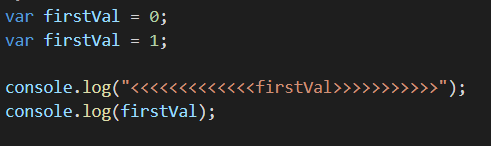 var firstVal = 0;
var firstVal = 1;
console.log("<<<<<<<<<<<<<firstVal>>>>>>>>>>>");
console.log(firstVal);